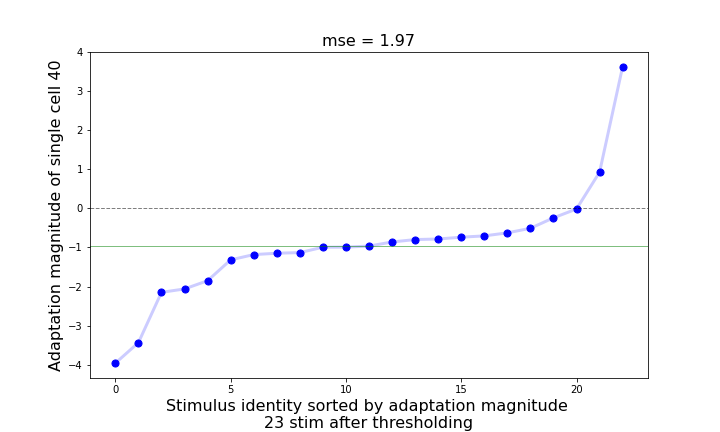 mse = 1.97
Adaptation magnitude of single cell 40
4
3
2
1
0
−1
−2
−3
−4
0 5 10 15 20
Stimulus identity sorted by adaptation magnitude
23 stim after thresholding